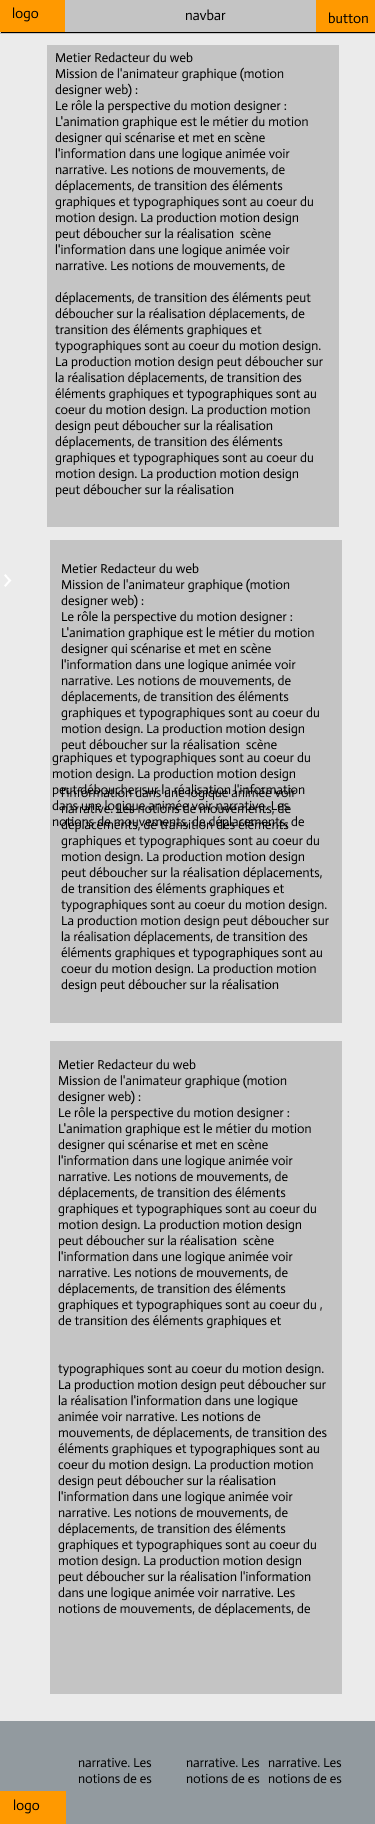 logo
navbar
button
Metier Redacteur du web
Mission de l'animateur graphique (motion
designer web) :
Le rôle la perspective du motion designer :
L'animation graphique est le métier du motion
designer qui scénarise et met en scène
l'information dans une logique animée voir
narrative. Les notions de mouvements, de
déplacements, de transition des éléments
graphiques et typographiques sont au coeur du
motion design. La production motion design
peut déboucher sur la réalisation  scène
l'information dans une logique animée voir
narrative. Les notions de mouvements, de
déplacements, de transition des éléments peut
déboucher sur la réalisation déplacements, de
transition des éléments graphiques et
typographiques sont au coeur du motion design.
La production motion design peut déboucher sur
la réalisation déplacements, de transition des
éléments graphiques et typographiques sont au
coeur du motion design. La production motion
design peut déboucher sur la réalisation
déplacements, de transition des éléments
graphiques et typographiques sont au coeur du
motion design. La production motion design
peut déboucher sur la réalisation
Metier Redacteur du web
Mission de l'animateur graphique (motion
designer web) :
Le rôle la perspective du motion designer :
L'animation graphique est le métier du motion
designer qui scénarise et met en scène
l'information dans une logique animée voir
narrative. Les notions de mouvements, de
déplacements, de transition des éléments
graphiques et typographiques sont au coeur du
motion design. La production motion design
peut déboucher sur la réalisation  scène
graphiques et typographiques sont au coeur du
motion design. La production motion design
peut déboucher sur la réalisation l'information
l'information dans une logique animée voir
dans une logique animée voir narrative. Les
narrative. Les notions de mouvements, de
notions de mouvements, de déplacements, de
déplacements, de transition des éléments
graphiques et typographiques sont au coeur du
motion design. La production motion design
peut déboucher sur la réalisation déplacements,
de transition des éléments graphiques et
typographiques sont au coeur du motion design.
La production motion design peut déboucher sur
la réalisation déplacements, de transition des
éléments graphiques et typographiques sont au
coeur du motion design. La production motion
design peut déboucher sur la réalisation
Metier Redacteur du web
Mission de l'animateur graphique (motion
designer web) :
Le rôle la perspective du motion designer :
L'animation graphique est le métier du motion
designer qui scénarise et met en scène
l'information dans une logique animée voir
narrative. Les notions de mouvements, de
déplacements, de transition des éléments
graphiques et typographiques sont au coeur du
motion design. La production motion design
peut déboucher sur la réalisation  scène
l'information dans une logique animée voir
narrative. Les notions de mouvements, de
déplacements, de transition des éléments
graphiques et typographiques sont au coeur du ,
de transition des éléments graphiques et
typographiques sont au coeur du motion design.
La production motion design peut déboucher sur
la réalisation l'information dans une logique
animée voir narrative. Les notions de
mouvements, de déplacements, de transition des
éléments graphiques et typographiques sont au
coeur du motion design. La production motion
design peut déboucher sur la réalisation
l'information dans une logique animée voir
narrative. Les notions de mouvements, de
déplacements, de transition des éléments
graphiques et typographiques sont au coeur du
motion design. La production motion design
peut déboucher sur la réalisation l'information
dans une logique animée voir narrative. Les
notions de mouvements, de déplacements, de
narrative. Les
notions de es
narrative. Les
notions de es
narrative. Les
notions de es
logo